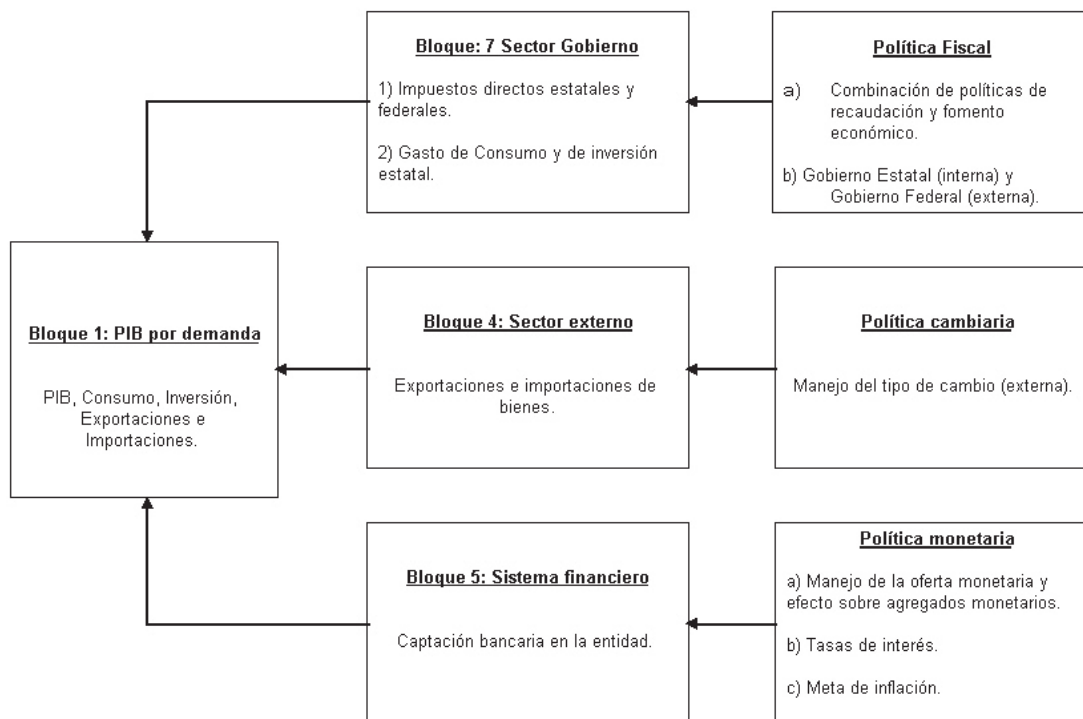 Bloque: 7 Sector Gobierno
1) Impuestos directos estatales y
federales.
2) Gasto de Consumo y de inversión
estatal.
Política Fiscal
a) Combinación de políticas de
recaudación y fomento
económico.
b) Gobierno Estatal (interna) y
Gobierno Federal (externa).
Bloque 1: PIB por demanda
PIB, Consumo, Inversión,
Exportaciones e
Importaciones.
Bloque 4: Sector externo
Exportaciones e importaciones de
bienes.
Política cambiaria
Manejo del tipo de cambio (externa).
Bloque 5: Sistema financiero
Captación bancaria en la entidad.
Política monetaria
a) Manejo de la oferta monetaria y
efecto sobre agregados monetarios.
b) Tasas de interés.
c) Meta de inflación.